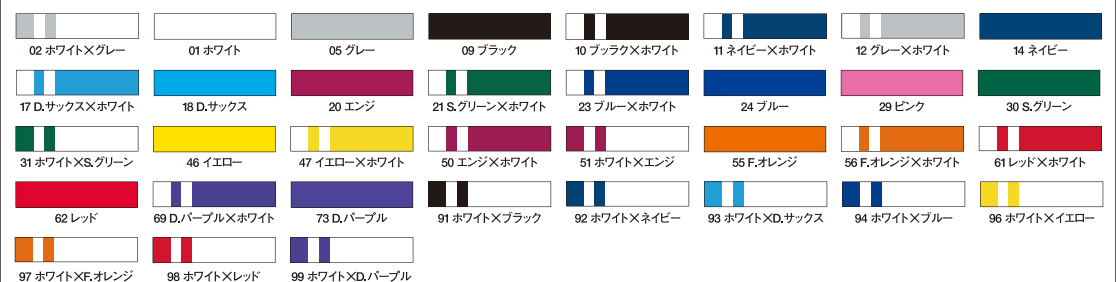 02 ホワイト×グレー
01 ホワイト
05 グレー
09 ブラック
10 ブッラク×ホワイト
11 ネイビー×ホワイト
12 グレー×ホワイト
14 ネイビー
17 D.サックス×ホワイト
18 D.サックス
20 エンジ
21 S.グリーン×ホワイト
23 ブルー×ホワイト
24 ブルー
29 ピンク
30 S.グリーン
31 ホワイト×S.グリーン
46 イエロー
47 イエロー×ホワイト
50 エンジ×ホワイト
51 ホワイト×エンジ
55 F.オレンジ
56 F.オレンジ×ホワイト
61 レッド×ホワイト
62 レッド
69 D.パープル×ホワイト
73 D.パープル
91 ホワイト×ブラック
92 ホワイト×ネイビー
93 ホワイト×D.サックス
94 ホワイト×ブルー
96 ホワイト×イエロー
97 ホワイト×F.オレンジ
98 ホワイト×レッド
99 ホワイト×D.パープル